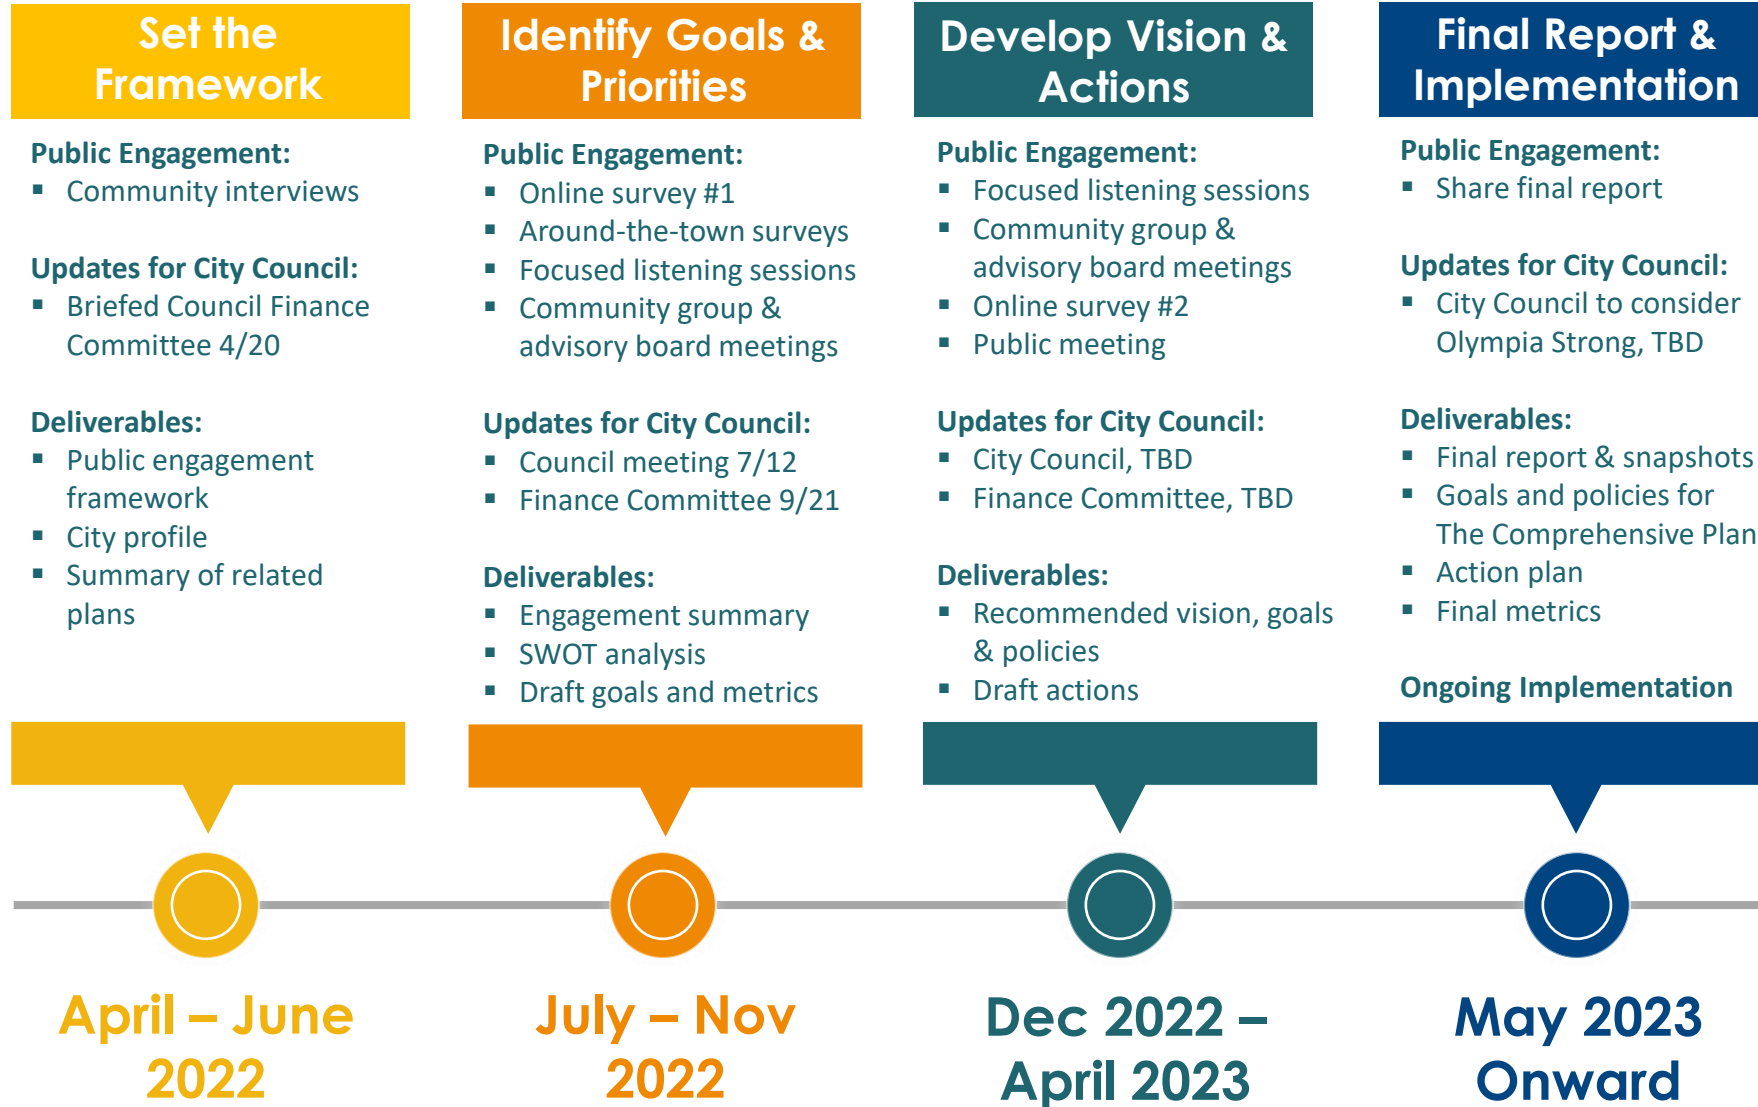 Set the
Framework
Public Engagement:
▪ Community interviews
Updates for City Council:
▪ Briefed Council Finance
Committee 4/20
Deliverables:
▪ Public engagement
framework
▪ City profile
▪ Summary of related
plans
April – June
2022
Identify Goals &
Priorities
Public Engagement:
▪ Online survey #1
▪ Around-the-town surveys
▪ Focused listening sessions
▪ Community group &
advisory board meetings
Updates for City Council:
▪ Council meeting 7/12
▪ Finance Committee 9/21
Deliverables:
▪ Engagement summary
▪ SWOT analysis
▪ Draft goals and metrics
July – Nov
2022
Develop Vision &
Actions
Public Engagement:
▪ Focused listening sessions
▪ Community group &
advisory board meetings
▪ Online survey #2
▪ Public meeting
Updates for City Council:
▪ City Council, TBD
▪ Finance Committee, TBD
Deliverables:
▪ Recommended vision, goals
& policies
▪ Draft actions
Dec 2022 –
April 2023
Final Report &
Implementation
Public Engagement:
▪ Share final report
Updates for City Council:
▪ City Council to consider
Olympia Strong, TBD
Deliverables:
▪ Final report & snapshots
▪ Goals and policies for
The Comprehensive Plan
▪ Action plan
▪ Final metrics
Ongoing Implementation
May 2023
Onward